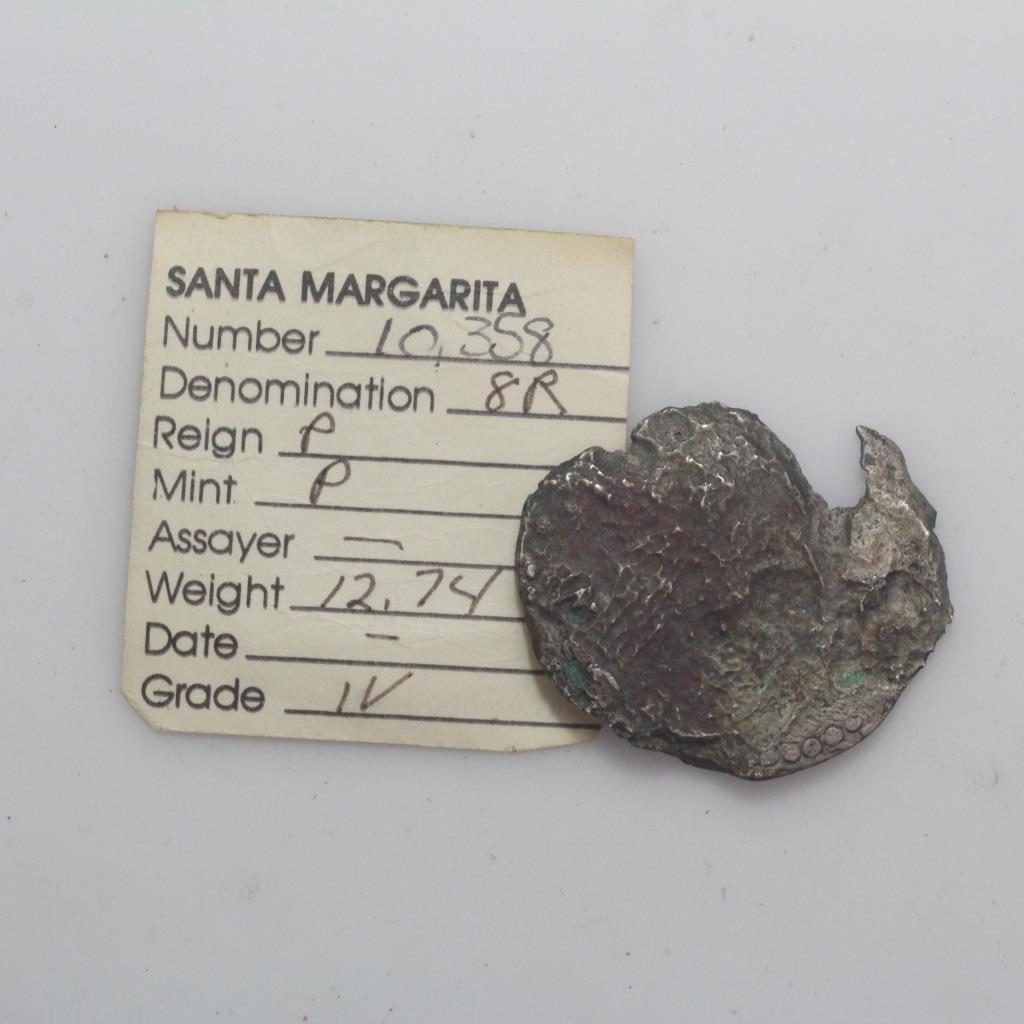 SANTA MARGARITA
Number 10,358
Denomination 8R
Reign P
Mint P
Assayer —
Weight 12.74
Date –
Grade IV